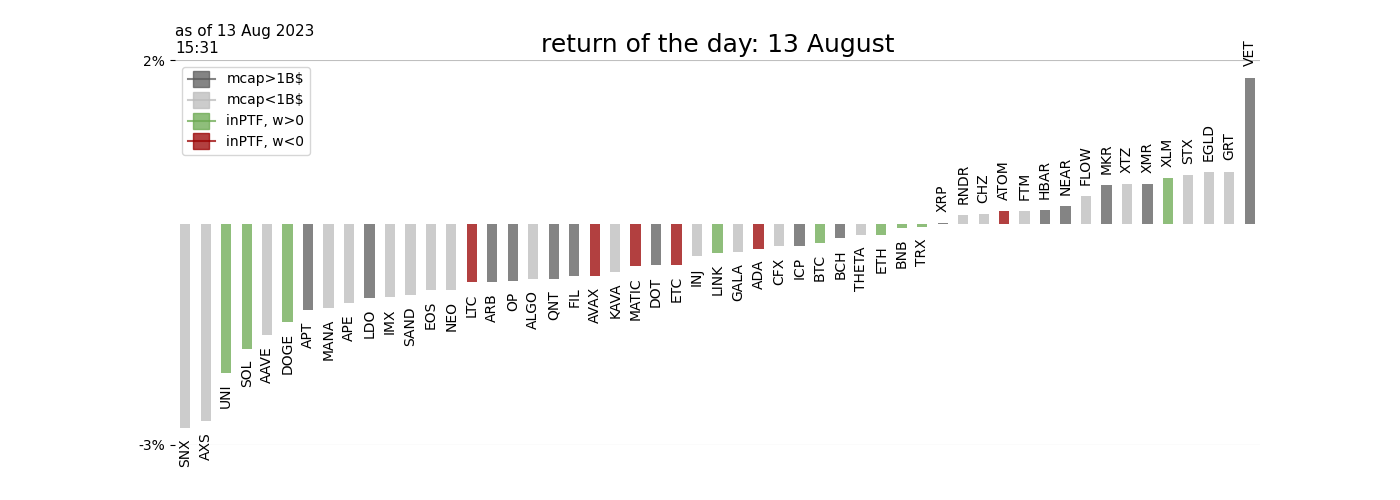 as of 13 Aug 2023
15:31
return of the day: 13 August
2%
mcap>1B$
mcap<1B$
inPTF, w>0
inPTF, w<0
-3%
SNX
AXS
UNI
SOL
AAVE
DOGE
APT
MANA
APE
LDO
IMX
SAND
EOS
NEO
LTC
ARB
OP
ALGO
QNT
FIL
AVAX
KAVA
MATIC
DOT
ETC
INJ
LINK
GALA
ADA
CFX
ICP
BTC
BCH
THETA
ETH
BNB
TRX
XRP
RNDR
CHZ
ATOM
FTM
HBAR
NEAR
FLOW
MKR
XTZ
XMR
XLM
STX
EGLD
GRT
VET